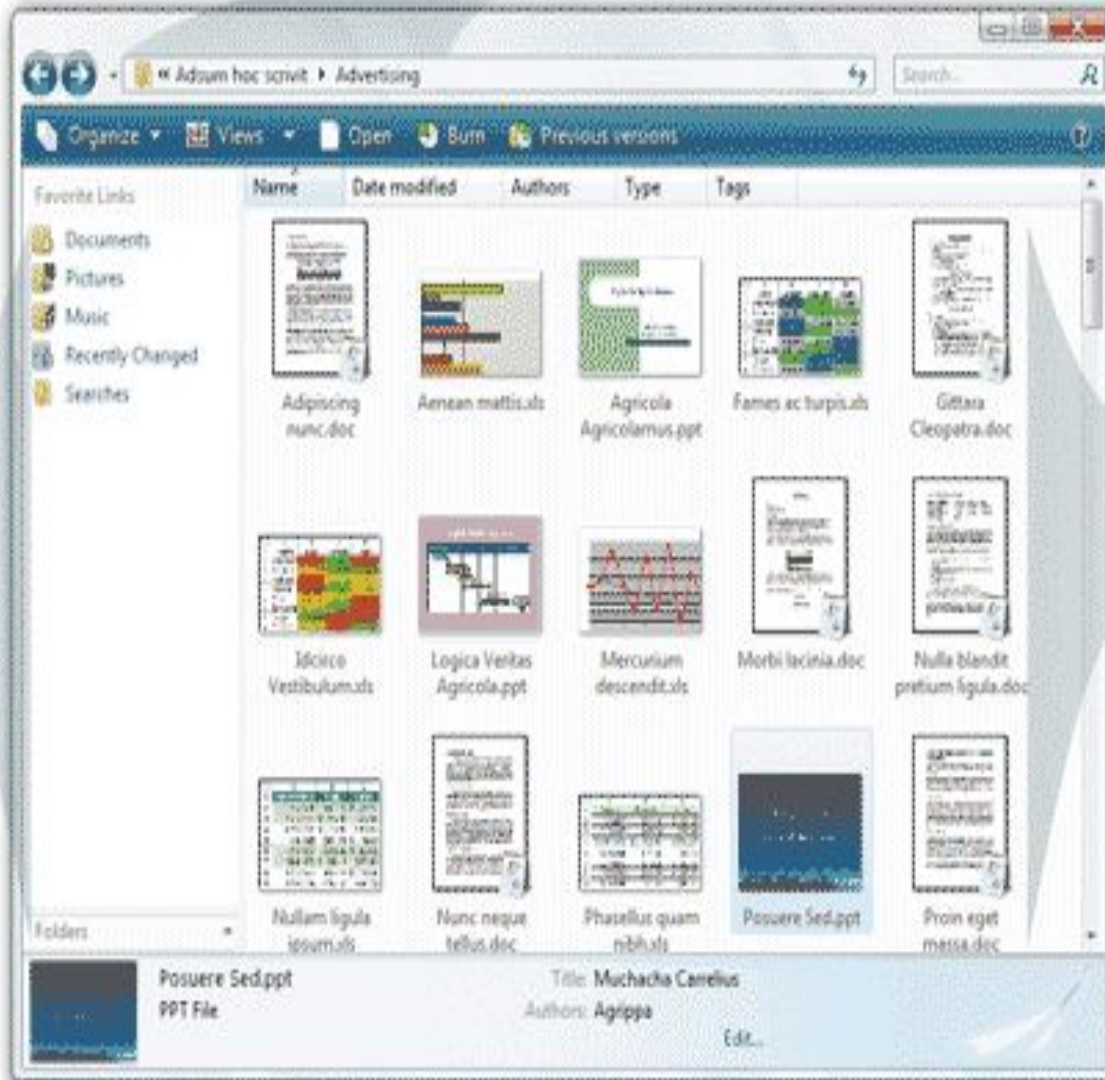 « Adsum hoc scrivit ▸ Advertising
Search...
Organize Views Open Burn Previous versions
Favorite Links
Documents
Pictures
Music
Recently Changed
Searches
Folders
Name Date modified Authors Type Tags
Adipiscing
nunc.doc
Aenean mattis.xls
Agricola
Agricolamus.ppt
Fames ac turpis.xls
Gittara
Cleopatra.doc
Idcirco
Vestibulum.xls
Logica Veritas
Agricola.ppt
Mercurium
descendit.xls
Morbi lacinia.doc
Nulla blandit
pretium ligula.doc
Nullam ligula
ipsum.xls
Nunc neque
tellus.doc
Phasellus quam
nibh.xls
Posuere Sed.ppt
Proin eget
massa.doc
Posuere Sed.ppt
PPT File
Title: Muchacha Carrelius
Authors: Agrippa
Edit...